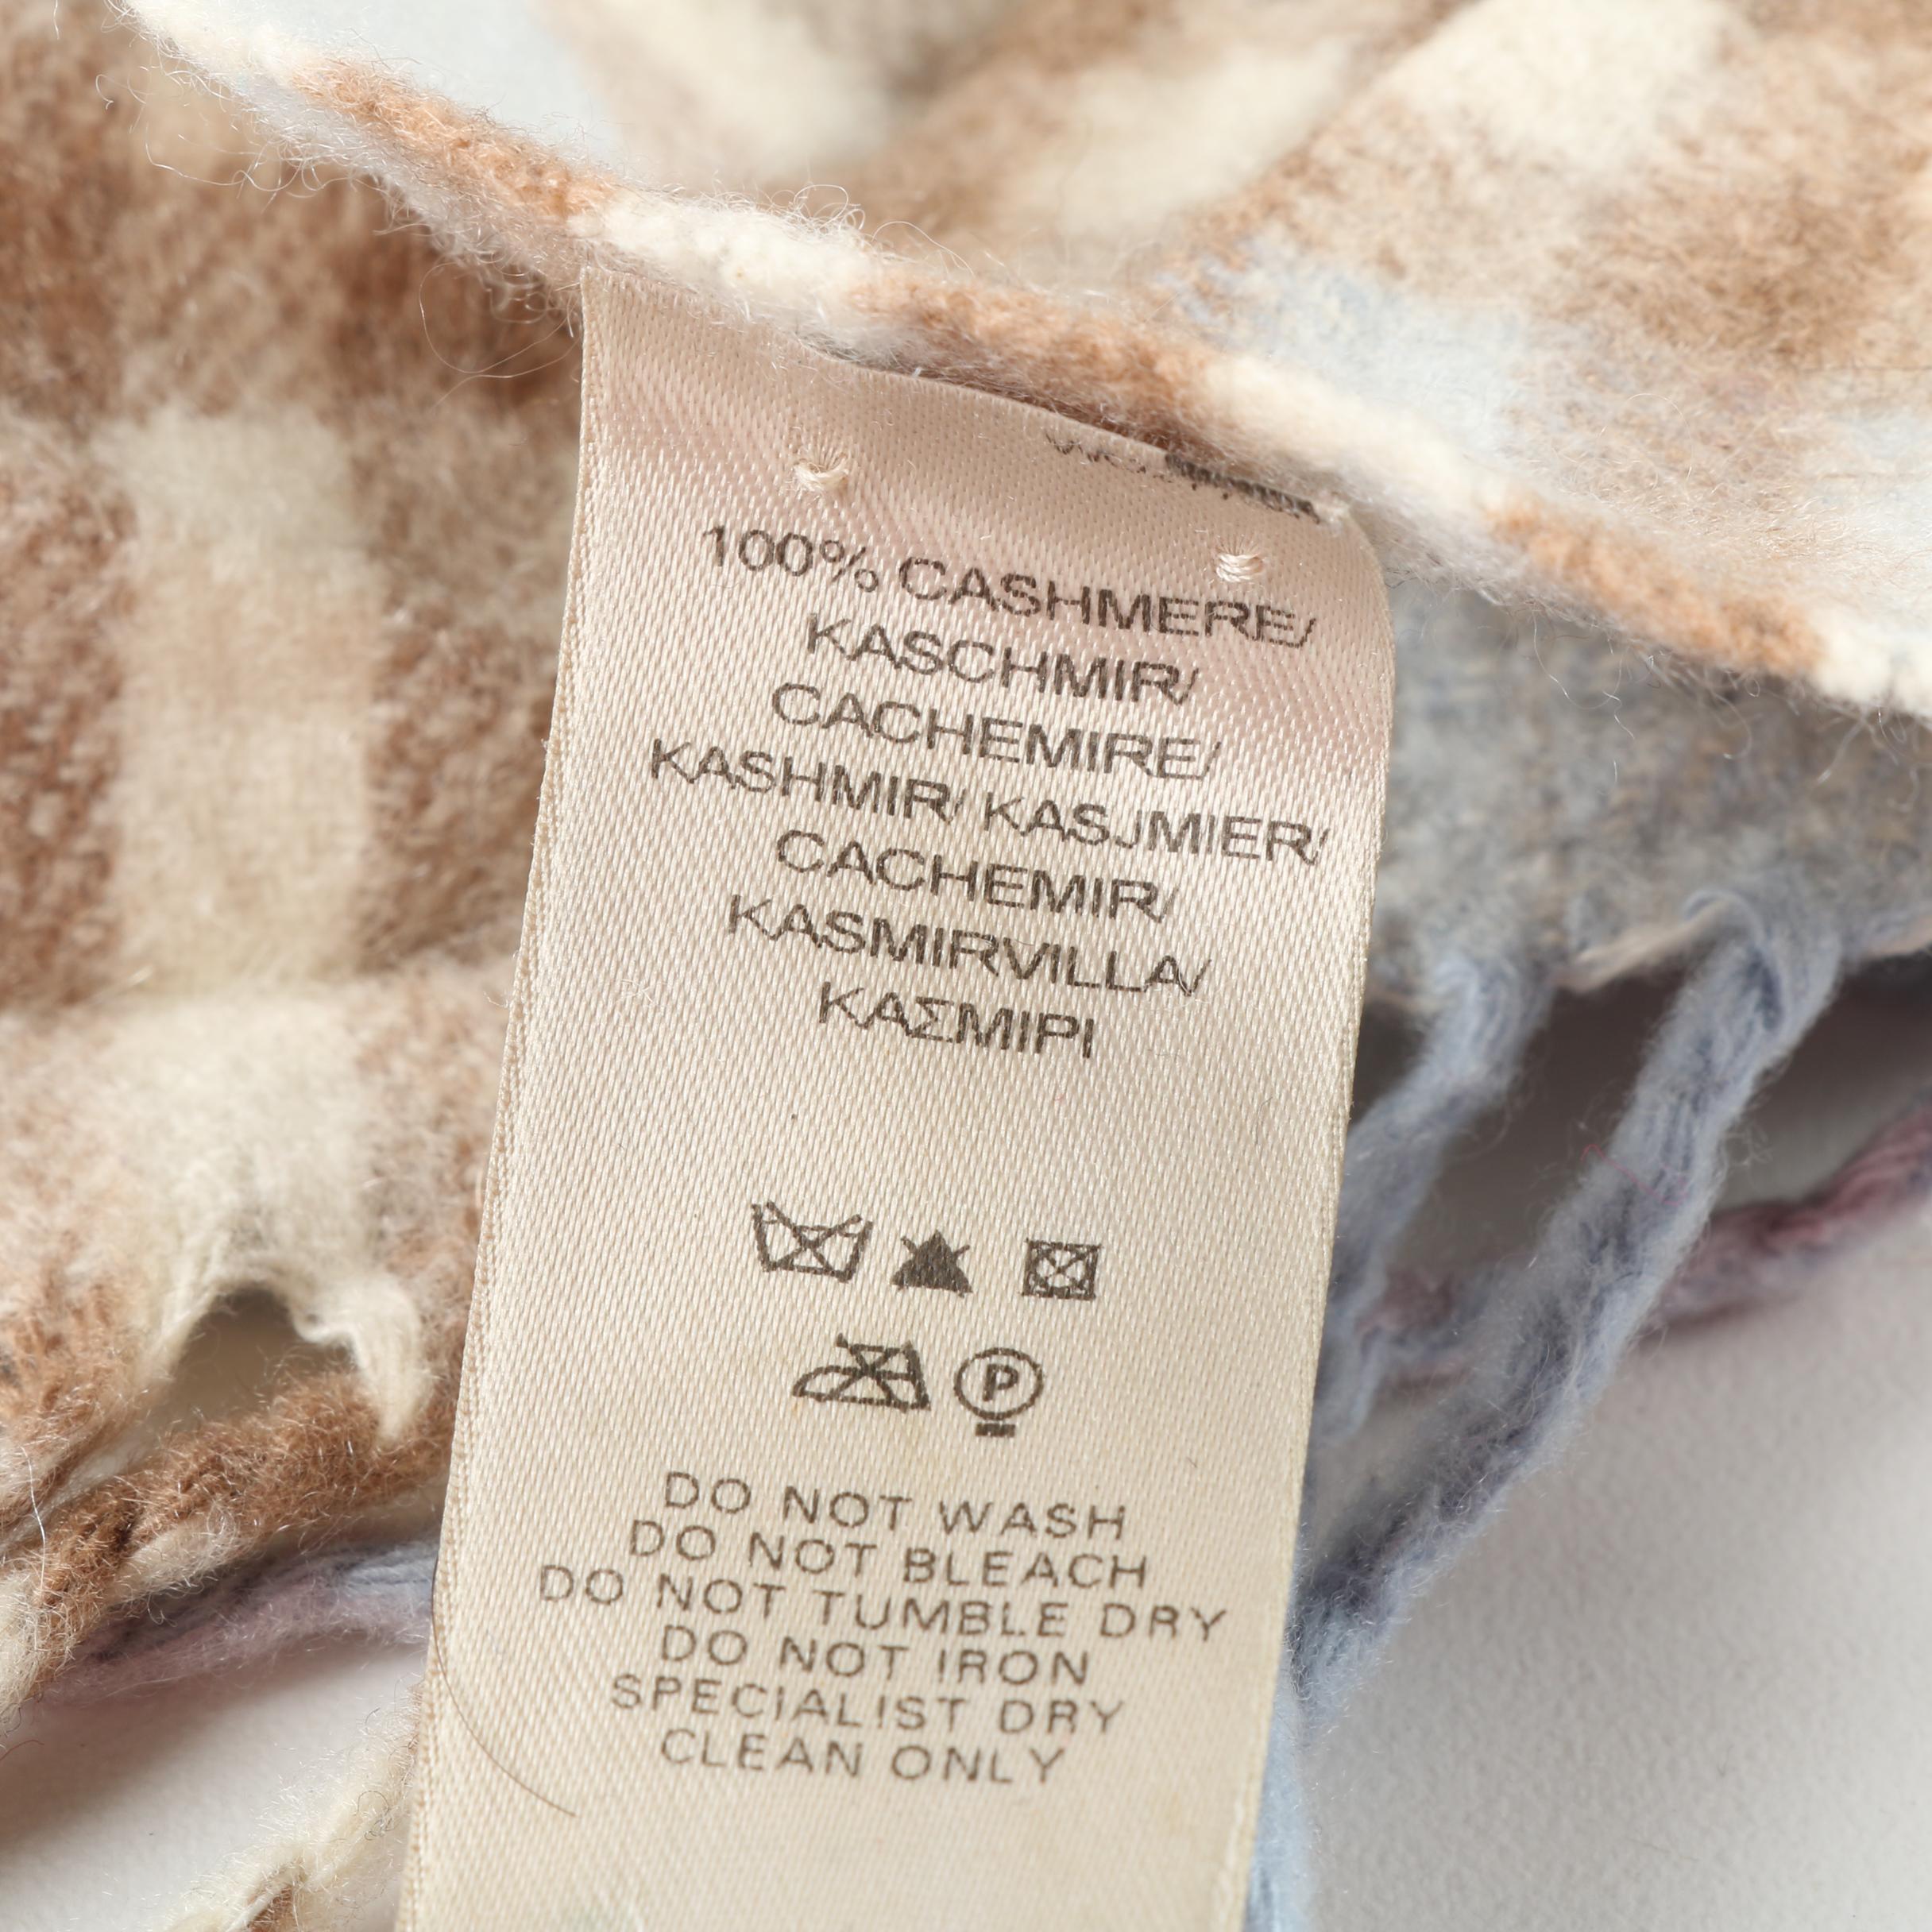 100% CASHMERE/
KASCHMIR/
CACHEMIRE/
KASHMIR/ KASJMIER/
CACHEMIR/
KASMIRVILLA/
ΚΑΣΜΙΡΙ
P
DO NOT WASH
DO NOT BLEACH
DO NOT TUMBLE DRY
DO NOT IRON
SPECIALIST DRY
CLEAN ONLY